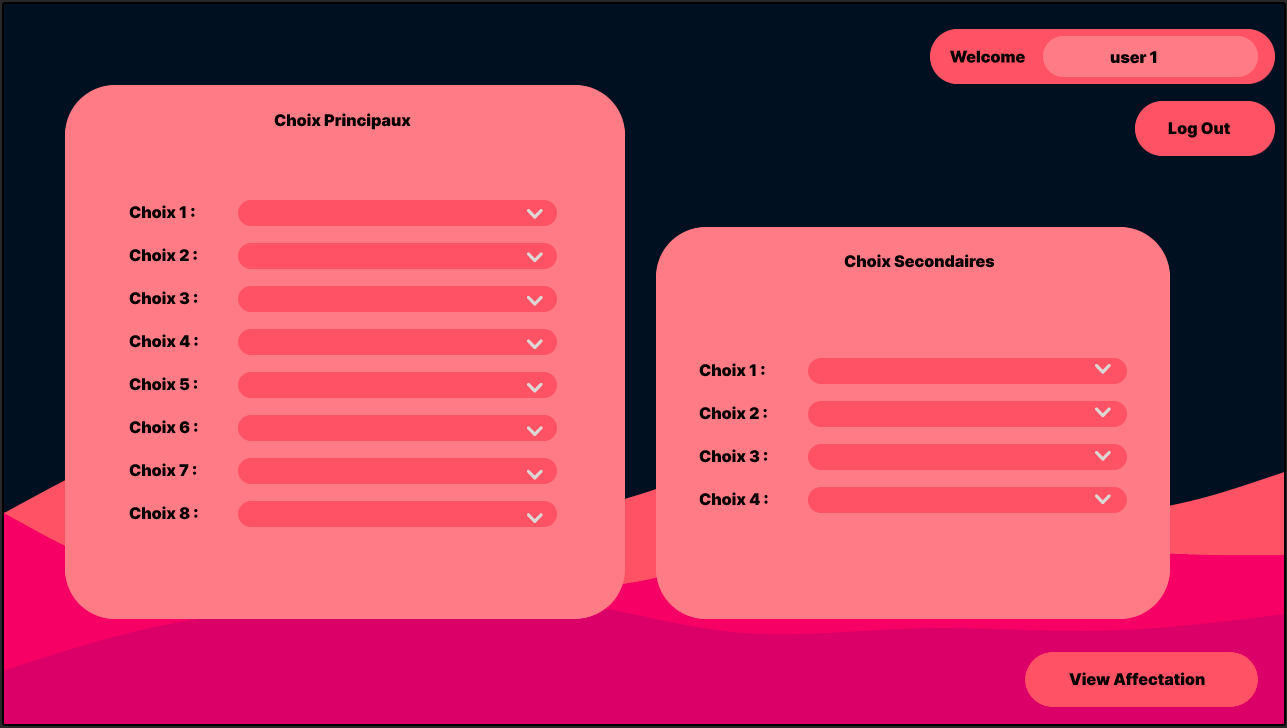 Welcome user 1
Log Out
Choix Principaux
Choix 1 :
Choix 2 :
Choix 3 :
Choix 4 :
Choix 5 :
Choix 6 :
Choix 7 :
Choix 8 :
Choix Secondaires
Choix 1 :
Choix 2 :
Choix 3 :
Choix 4 :
View Affectation